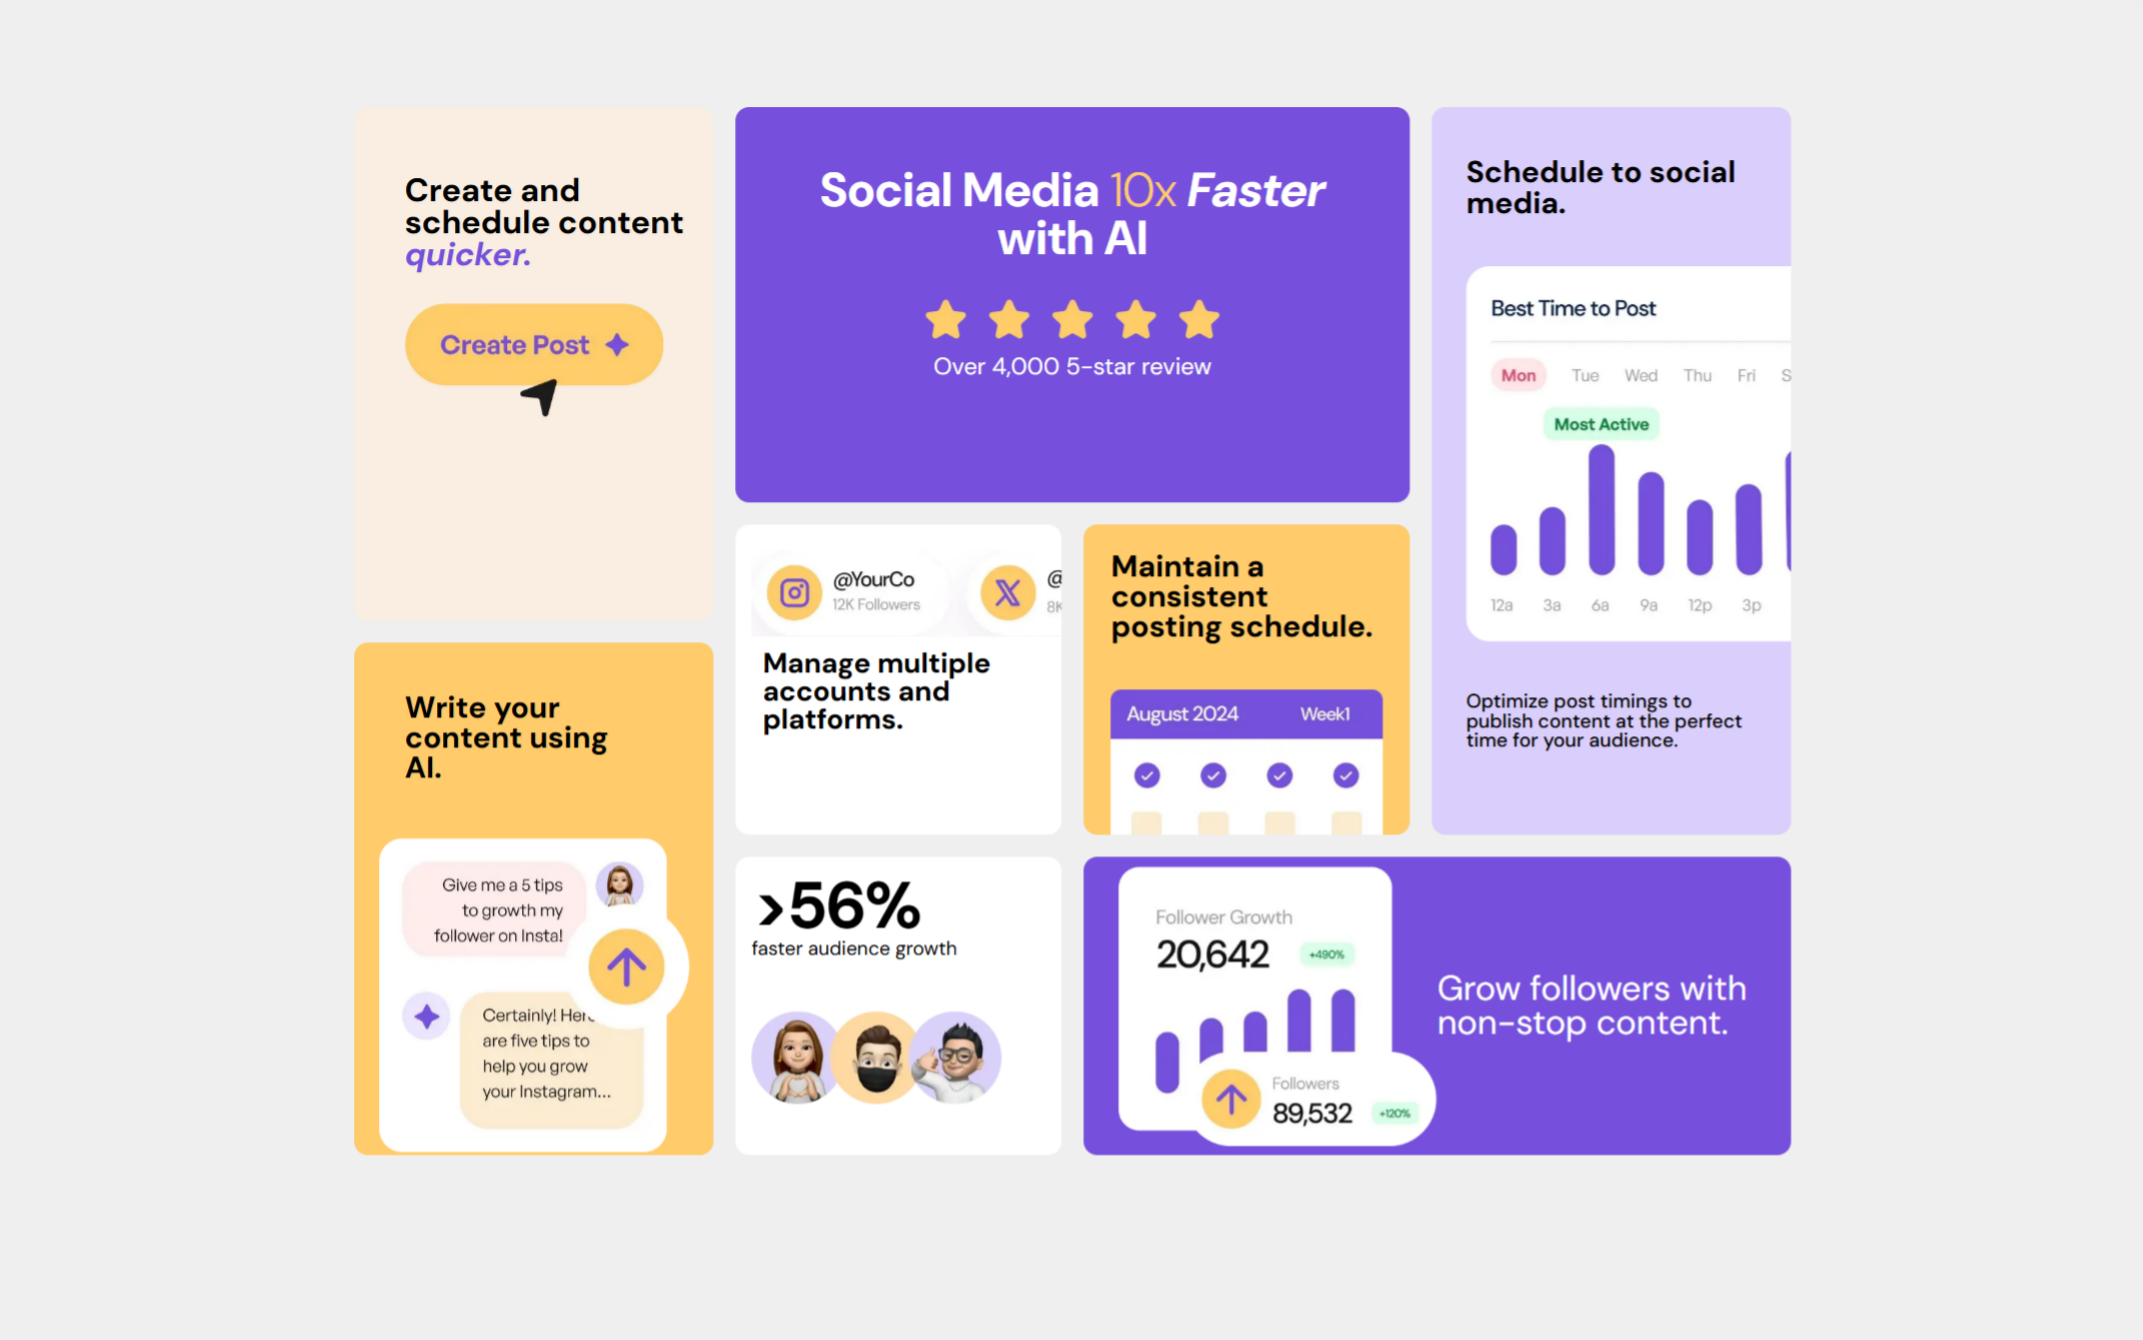 Create and
schedule content
quicker.
Create Post
Social Media 10x Faster
with AI
Over 4,000 5-star review
Schedule to social
media.
Best Time to Post
Mon Tue Wed Thu Fri S
Most Active
12a 3a 6a 9a 12p 3p
Optimize post timings to
publish content at the perfect
time for your audience.
Write your
content using
AI.
Give me a 5 tips
to growth my
follower on Insta!
Certainly! Here
are five tips to
help you grow
your Instagram...
@YourCo
12K Followers
@
8K
Manage multiple
accounts and
platforms.
Maintain a
consistent
posting schedule.
August 2024 Week1
>56%
faster audience growth
Follower Growth
20,642 +490%
Followers
89,532 +120%
Grow followers with
non-stop content.